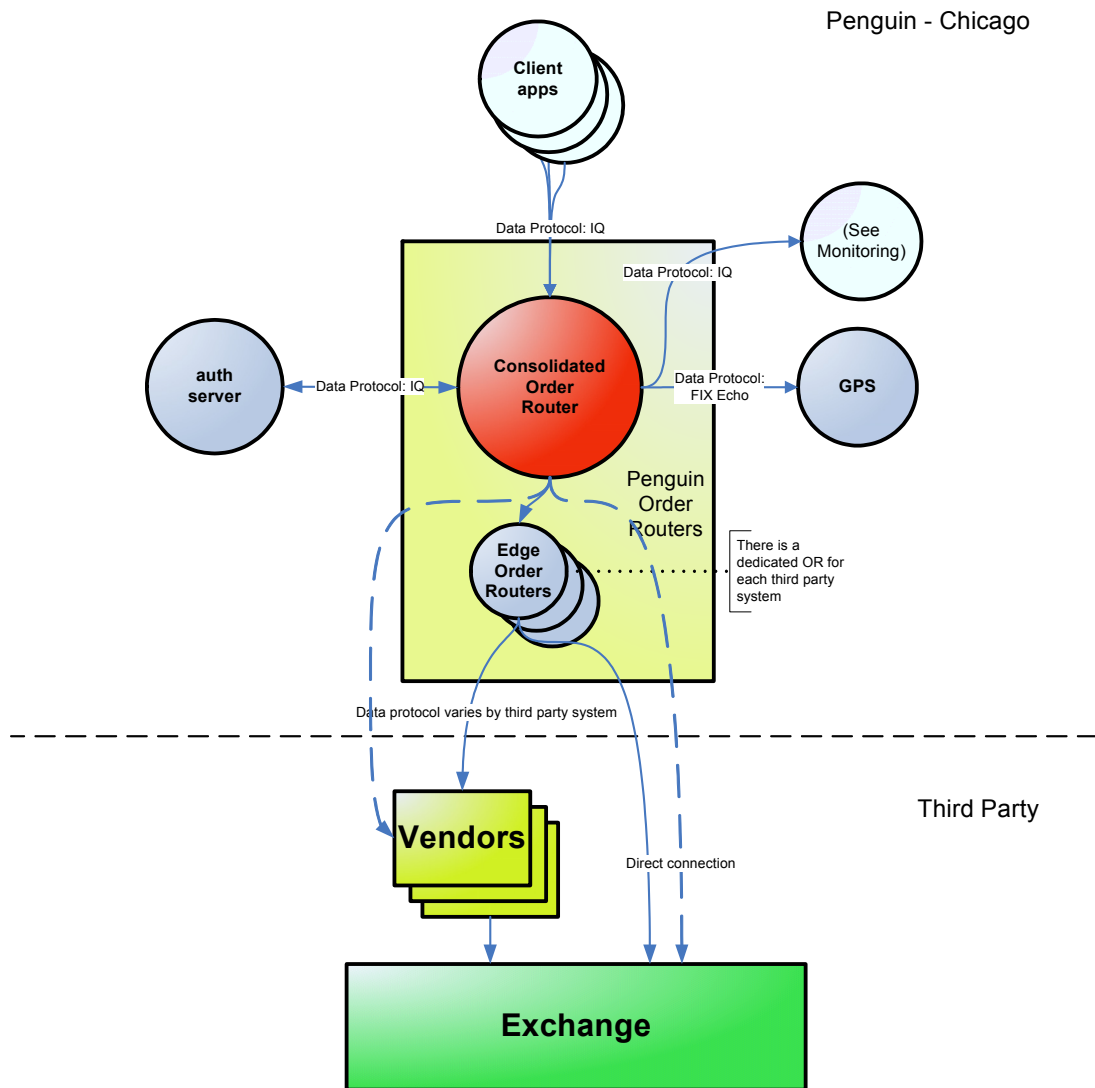 Penguin - Chicago
Client
apps
Data Protocol: IQ
(See
Monitoring)
Data Protocol: IQ
auth
server
Data Protocol: IQ
Consolidated
Order
Router
Data Protocol:
FIX Echo
GPS
Penguin
Order
Routers
Edge
Order
Routers
There is a
dedicated OR for
each third party
system
Data protocol varies by third party system
Third Party
Vendors
Direct connection
Exchange